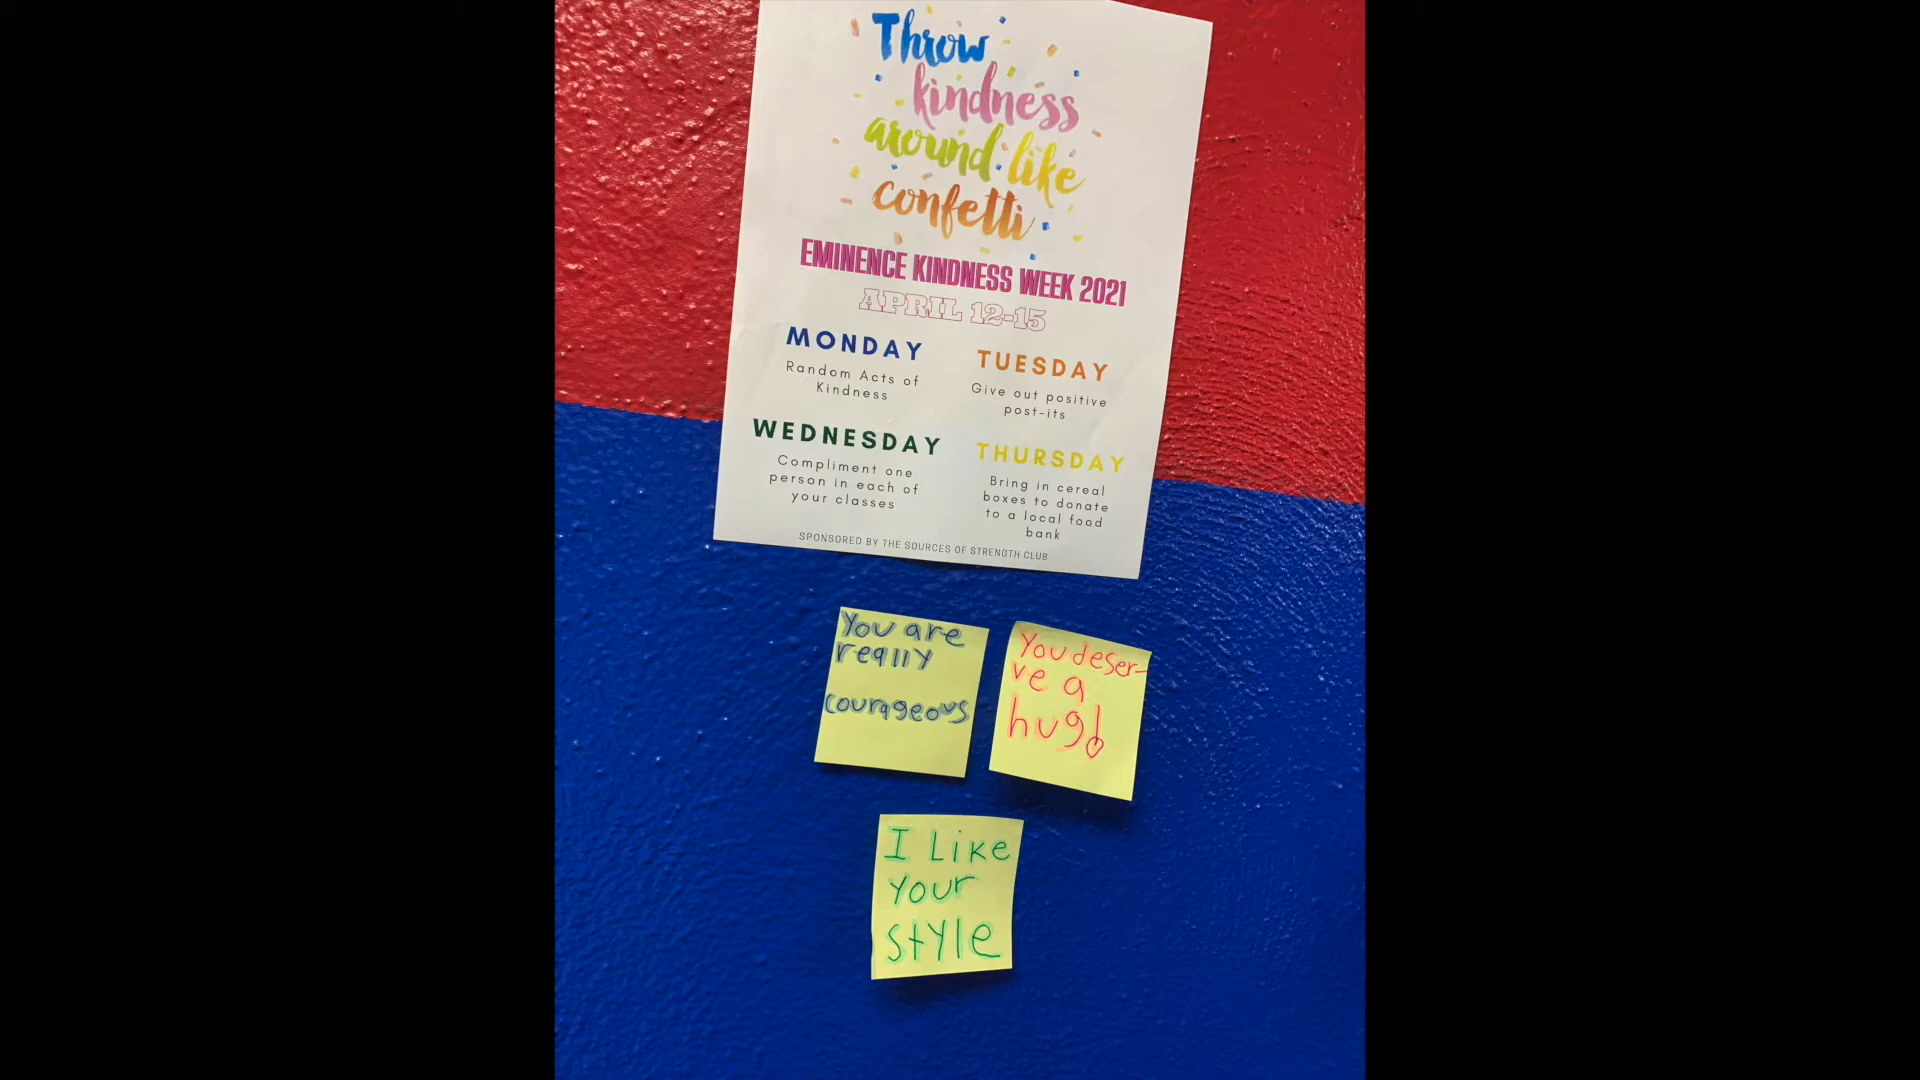 Throw
kindness
around like
confetti
EMINENCE KINDNESS WEEK 2021
APRIL 12-15
MONDAY
Random Acts of
Kindness
TUESDAY
Give out positive
post-its
WEDNESDAY
Compliment one
person in each of
your classes
THURSDAY
Bring in cereal
boxes to donate
to a local food
bank
SPONSORED BY THE SOURCES OF STRENGTH CLUB
You are
really
courageous
You deser-
ve a
hug!
I Like
your
style